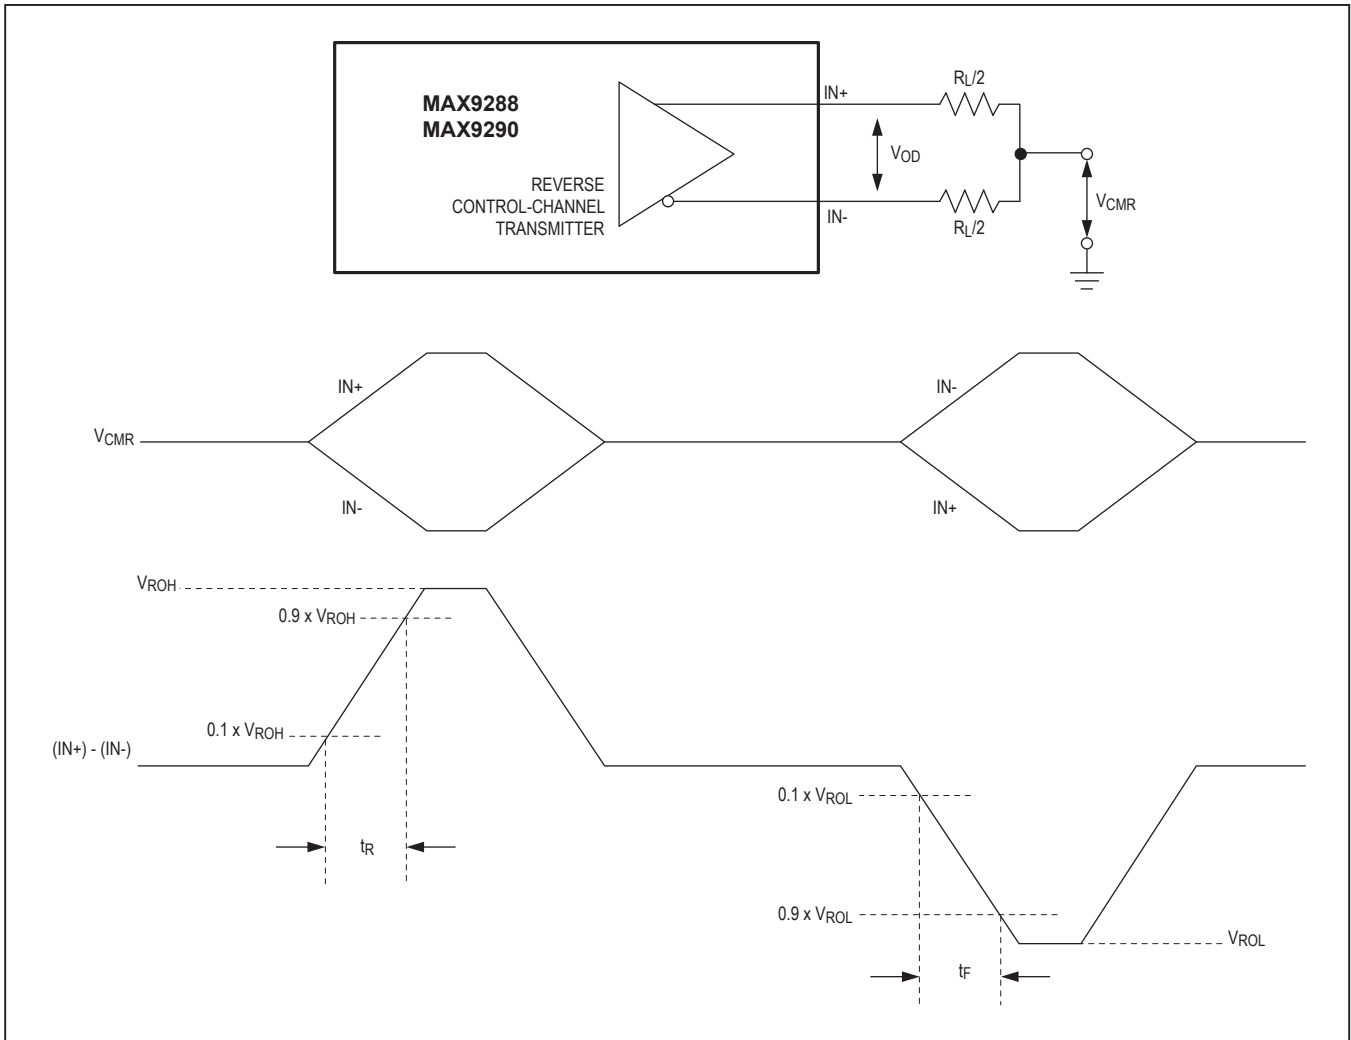 MAX9288
MAX9290
REVERSE
CONTROL-CHANNEL
TRANSMITTER
IN+
IN-
VOD
RL/2
RL/2
VCMR
VCMR
IN+
IN-
IN-
IN+
VROH
0.9 x VROH
0.1 x VROH
(IN+) - (IN-)
tR
0.1 x VROL
0.9 x VROL
VROL
tF